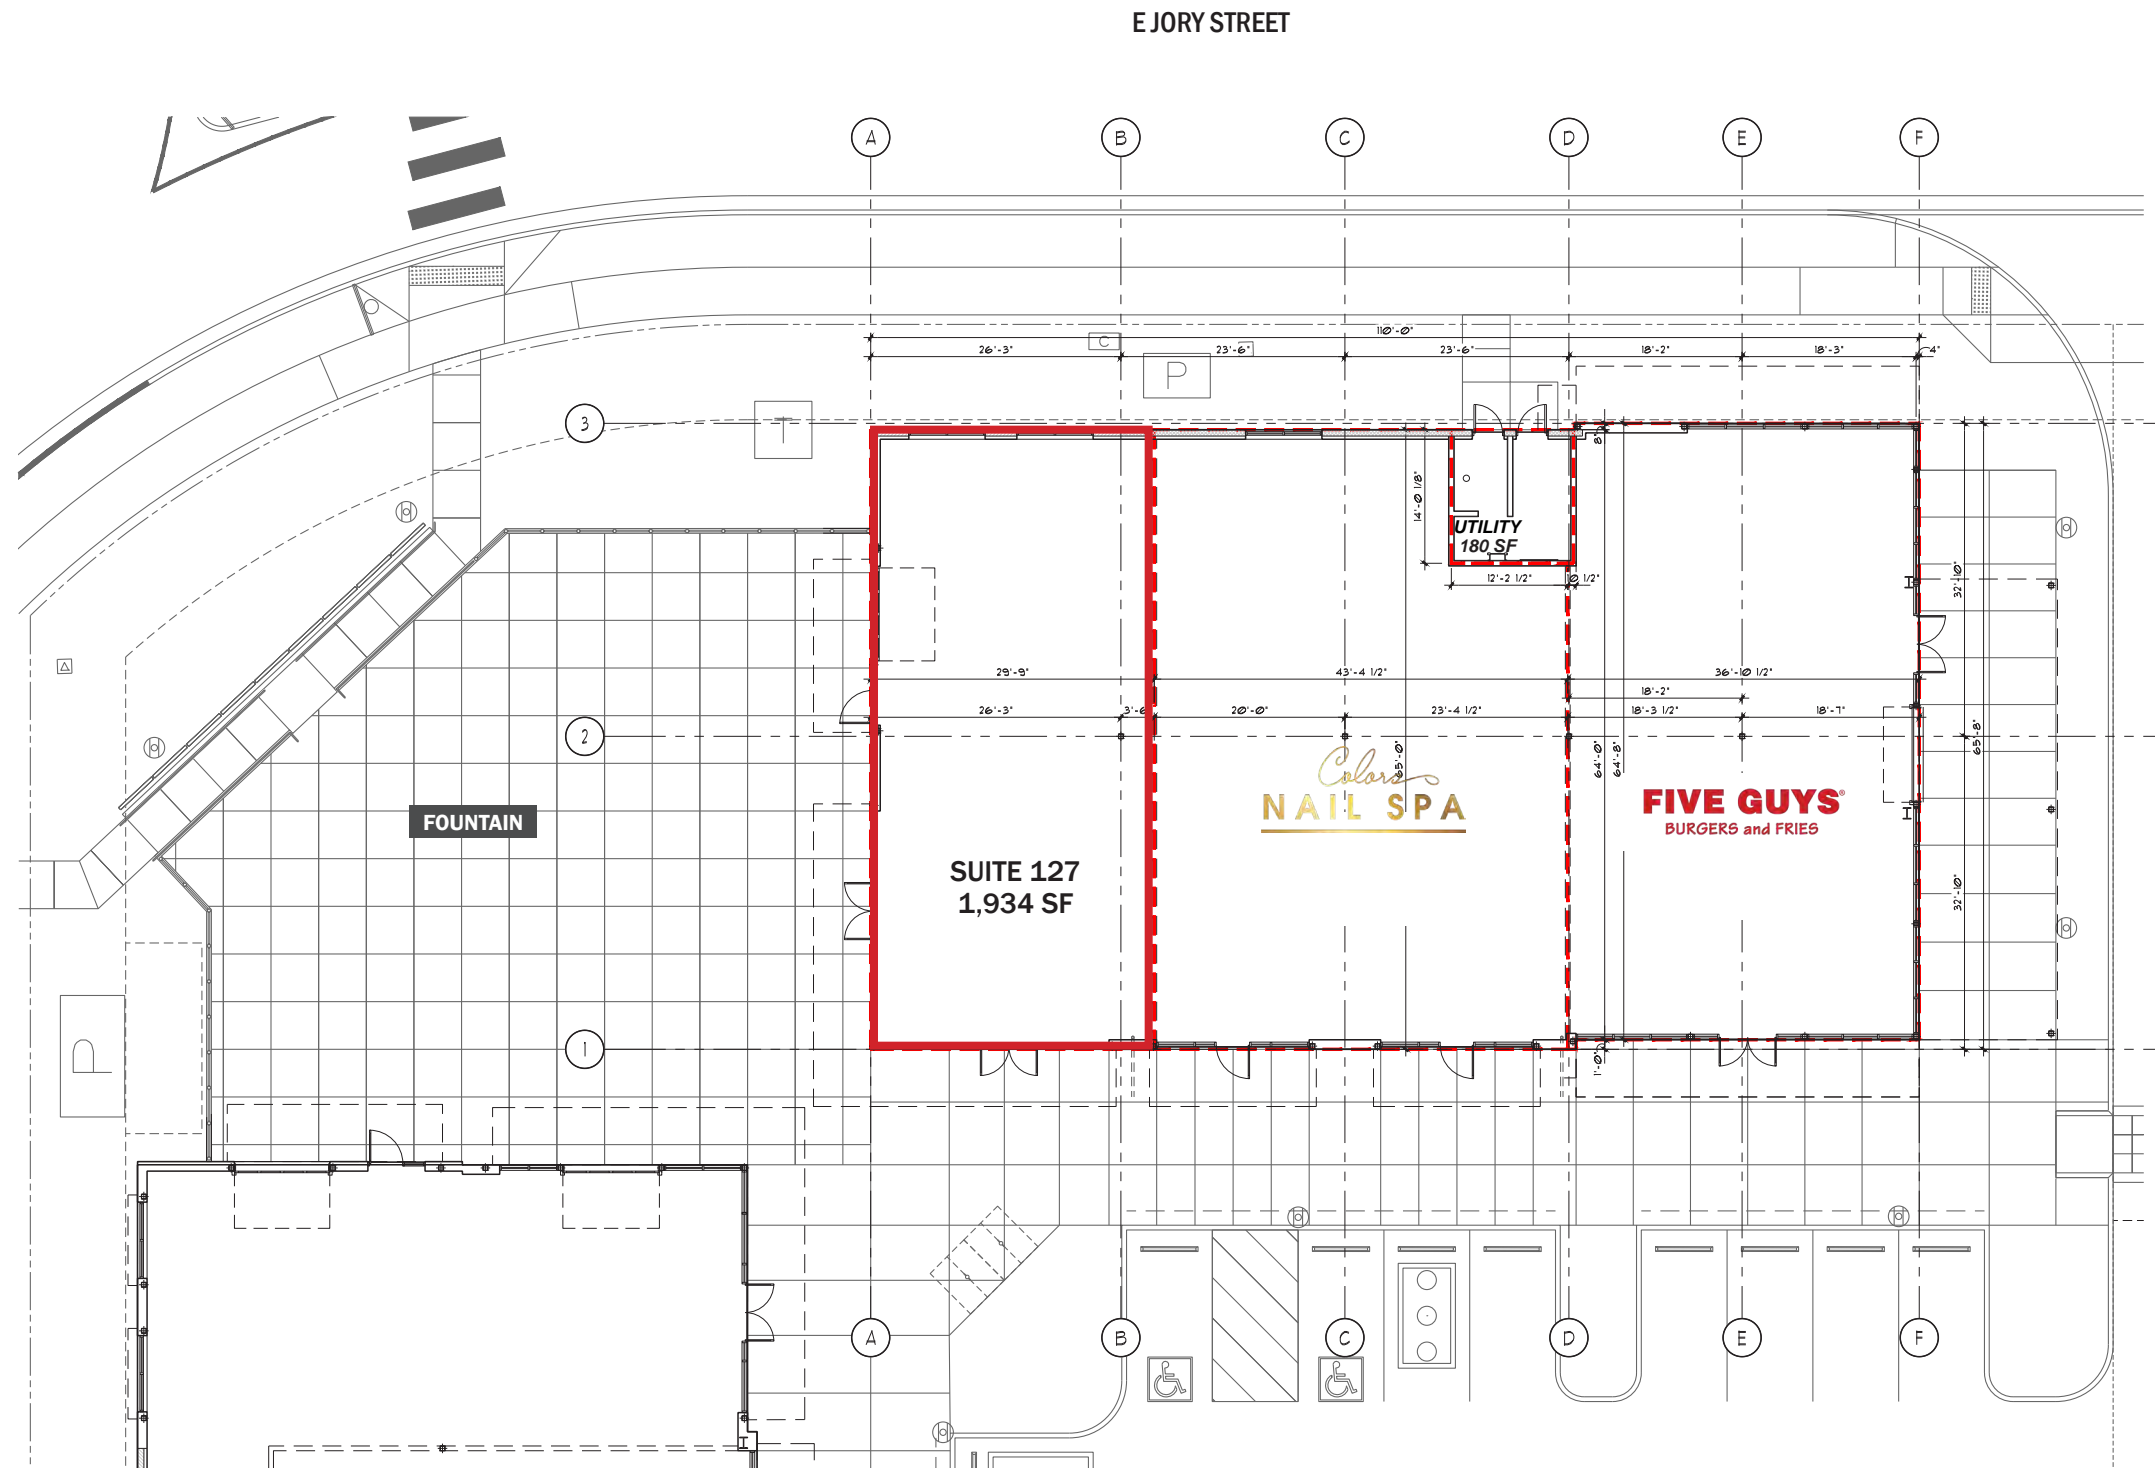 E JORY STREET
A B C D E F
110'-0"
26'-3" 23'-6" 23'-6" 18'-2" 18'-3" 4"
C
P
T
3
8"
14'-0 1/8"
UTILITY
180 SF
12'-2 1/2" 10 1/2"
32'-10"
H
29'-9" 43'-4 1/2" 36'-10 1/2"
18'-2"
26'-3" 3'-6" 20'-0" 23'-4 1/2" 18'-3 1/2" 18'-7"
2
65'-0" 64'-0" 64'-8" 65'-8"
Colors
NAIL SPA
FIVE GUYS®
BURGERS and FRIES
H
FOUNTAIN
SUITE 127
1,934 SF
32'-10"
1
1'-0"
P
A B C D E F
H